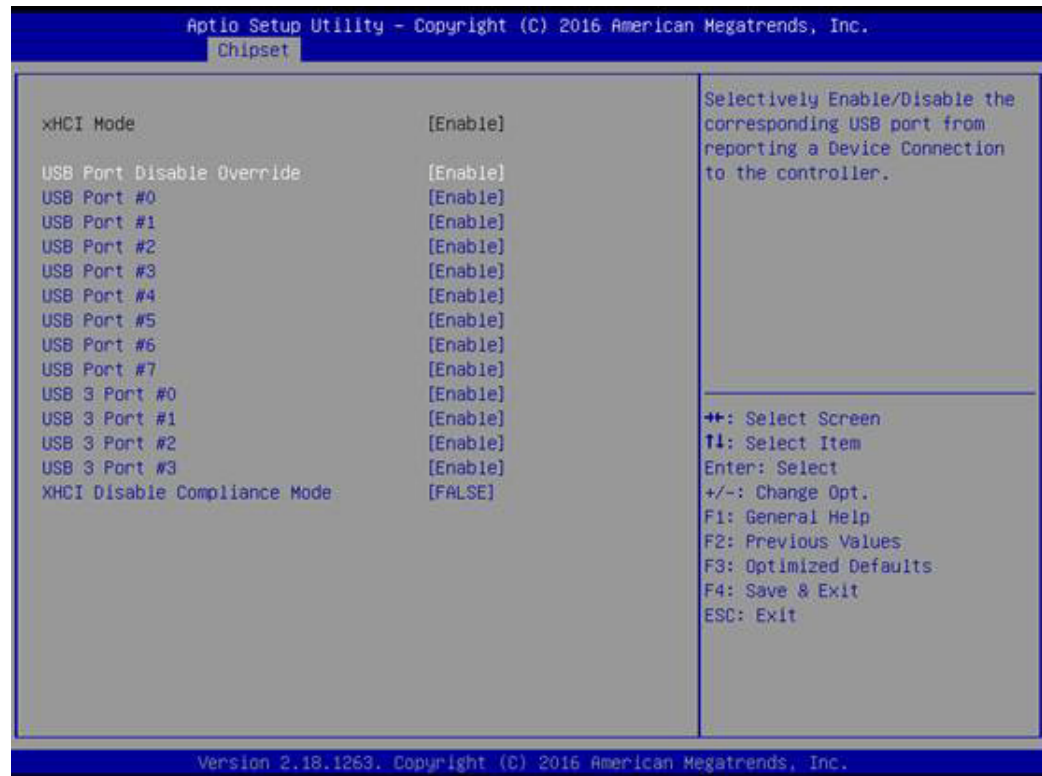 Aptio Setup Utility – Copyright (C) 2016 American Megatrends, Inc.
Chipset
xHCI Mode [Enable]
USB Port Disable Override [Enable]
USB Port #0 [Enable]
USB Port #1 [Enable]
USB Port #2 [Enable]
USB Port #3 [Enable]
USB Port #4 [Enable]
USB Port #5 [Enable]
USB Port #6 [Enable]
USB Port #7 [Enable]
USB 3 Port #0 [Enable]
USB 3 Port #1 [Enable]
USB 3 Port #2 [Enable]
USB 3 Port #3 [Enable]
XHCI Disable Compliance Mode [FALSE]
Selectively Enable/Disable the
corresponding USB port from
reporting a Device Connection
to the controller.
→←: Select Screen
↑↓: Select Item
Enter: Select
+/-: Change Opt.
F1: General Help
F2: Previous Values
F3: Optimized Defaults
F4: Save & Exit
ESC: Exit
Version 2.18.1263. Copyright (C) 2016 American Megatrends, Inc.